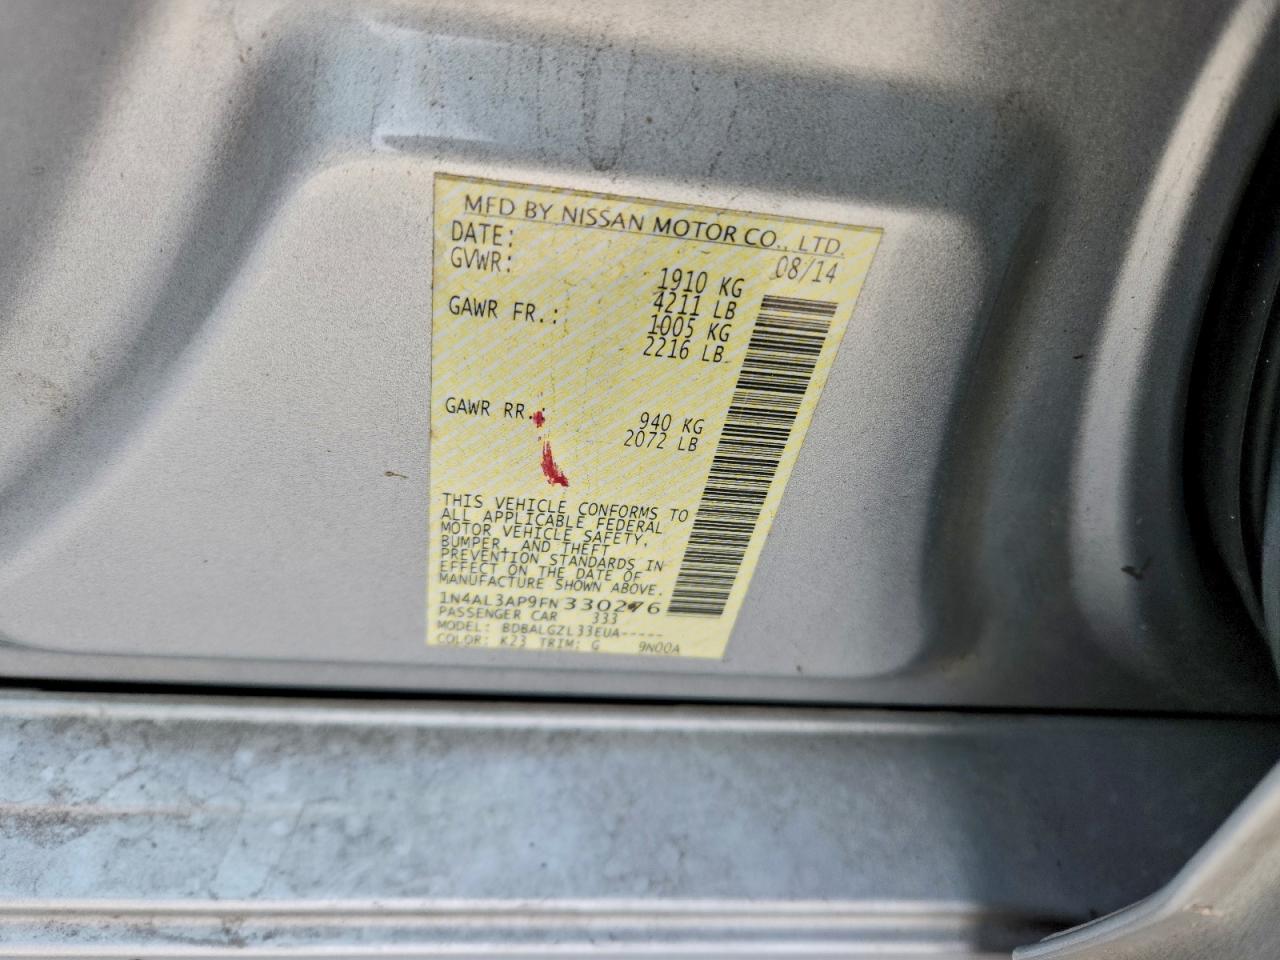 MFD BY NISSAN MOTOR CO., LTD.
DATE: 08/14
GVWR: 1910 KG
4211 LB
GAWR FR.: 1005 KG
2216 LB
GAWR RR.: 940 KG
2072 LB
THIS VEHICLE CONFORMS TO
ALL APPLICABLE FEDERAL
MOTOR VEHICLE SAFETY,
BUMPER, AND THEFT
PREVENTION STANDARDS IN
EFFECT ON THE DATE OF
MANUFACTURE SHOWN ABOVE.
PASSENGER CAR 333
MODEL: BDBALGZL33EUA-----
COLOR: K23 TRIM: G 9N00A